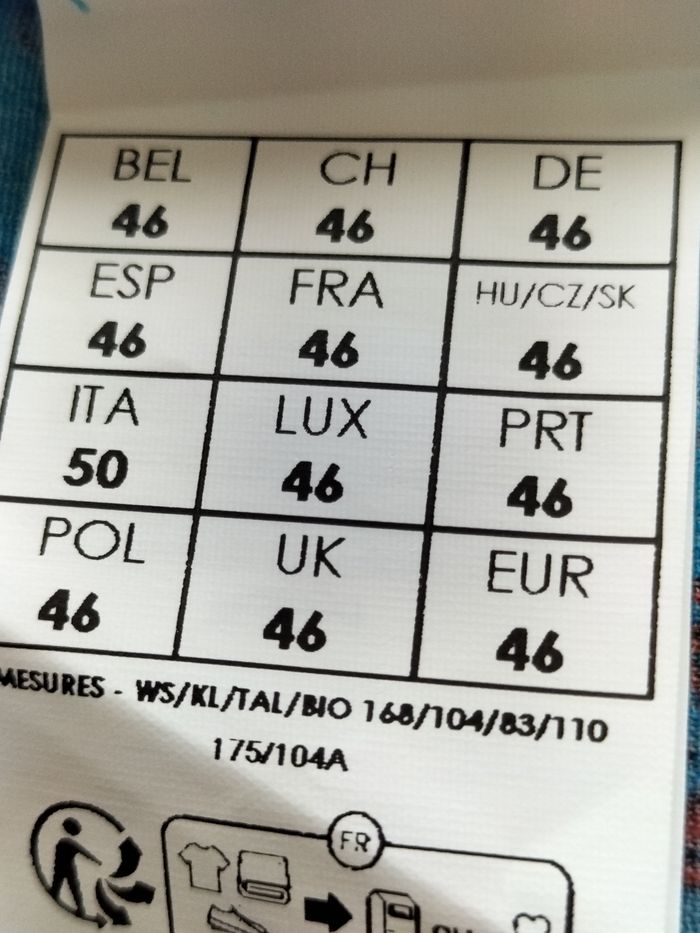 BEL CH DE
46 46 46
ESP FRA HU/CZ/SK
46 46 46
ITA LUX PRT
50 46 46
POL UK EUR
46 46 46
MESURES - WS/KL/TAL/BIO 168/104/83/110
175/104A
FR